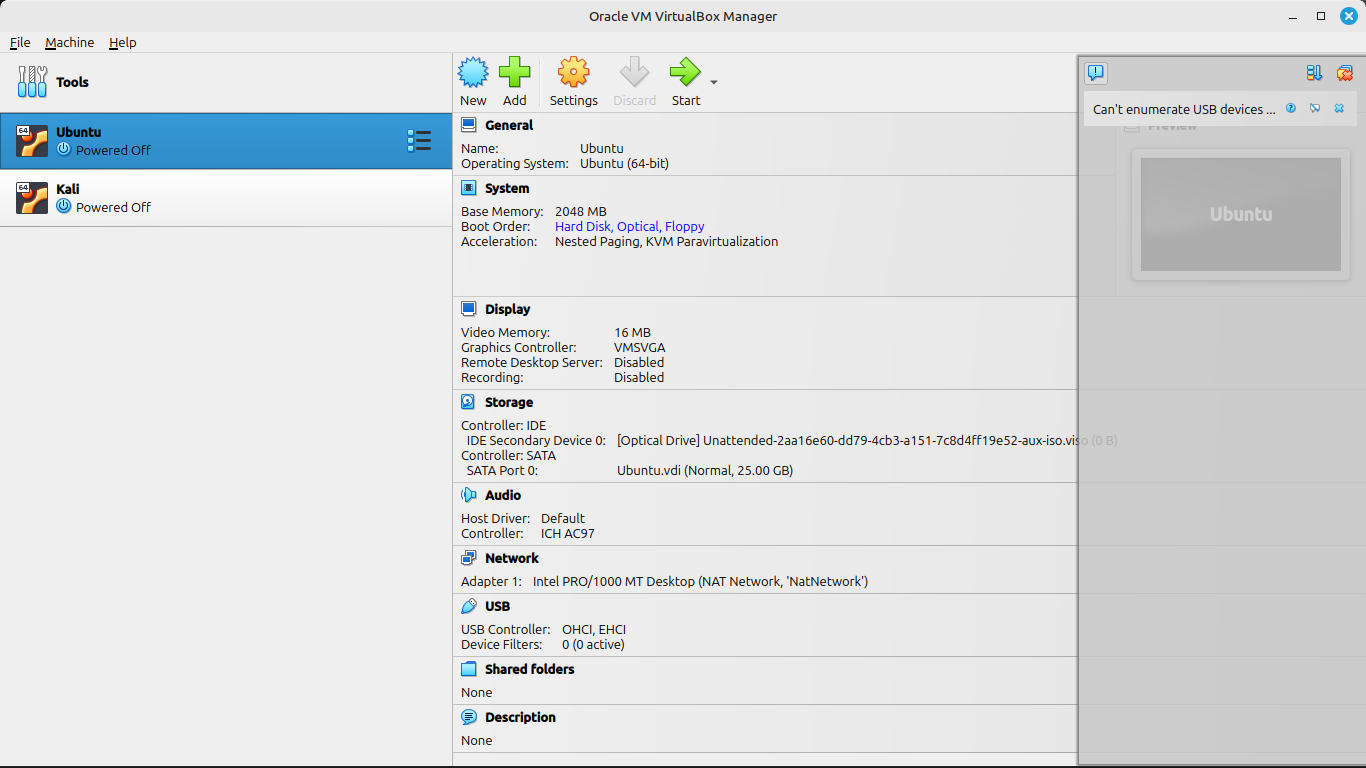 Oracle VM VirtualBox Manager
File Machine Help
Tools
64
Ubuntu
Powered Off
64
Kali
Powered Off
New Add Settings Discard Start
General
Name: Ubuntu
Operating System: Ubuntu (64-bit)
System
Base Memory: 2048 MB
Boot Order: Hard Disk, Optical, Floppy
Acceleration: Nested Paging, KVM Paravirtualization
Display
Video Memory: 16 MB
Graphics Controller: VMSVGA
Remote Desktop Server: Disabled
Recording: Disabled
Storage
Controller: IDE
IDE Secondary Device 0: [Optical Drive] Unattended-2aa16e60-dd79-4cb3-a151-7c8d4ff19e52-aux-iso.viso (0 B)
Controller: SATA
SATA Port 0: Ubuntu.vdi (Normal, 25.00 GB)
Audio
Host Driver: Default
Controller: ICH AC97
Network
Adapter 1: Intel PRO/1000 MT Desktop (NAT Network, 'NatNetwork')
USB
USB Controller: OHCI, EHCI
Device Filters: 0 (0 active)
Shared folders
None
Description
None
Can't enumerate USB devices ...
Preview
Ubuntu